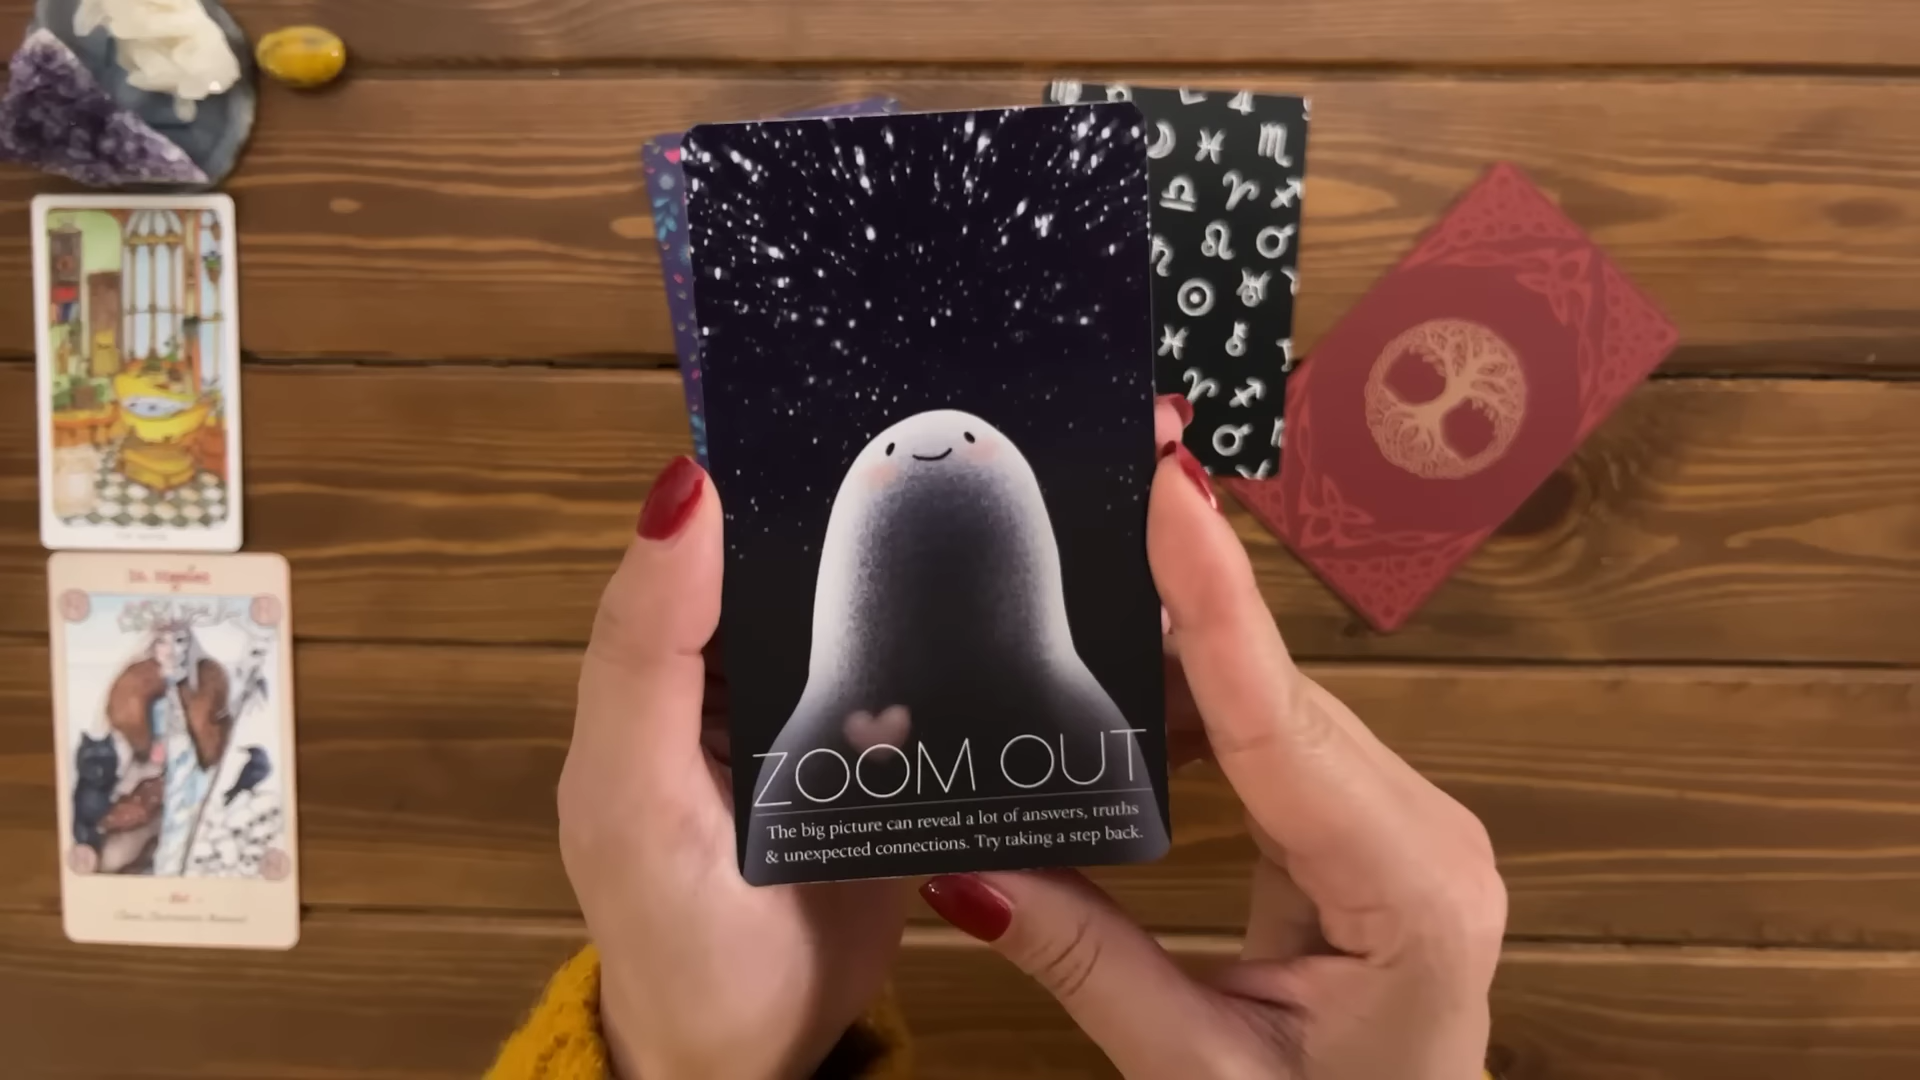 ZOOM OUT
The big picture can reveal a lot of answers, truths
& unexpected connections. Try taking a step back.